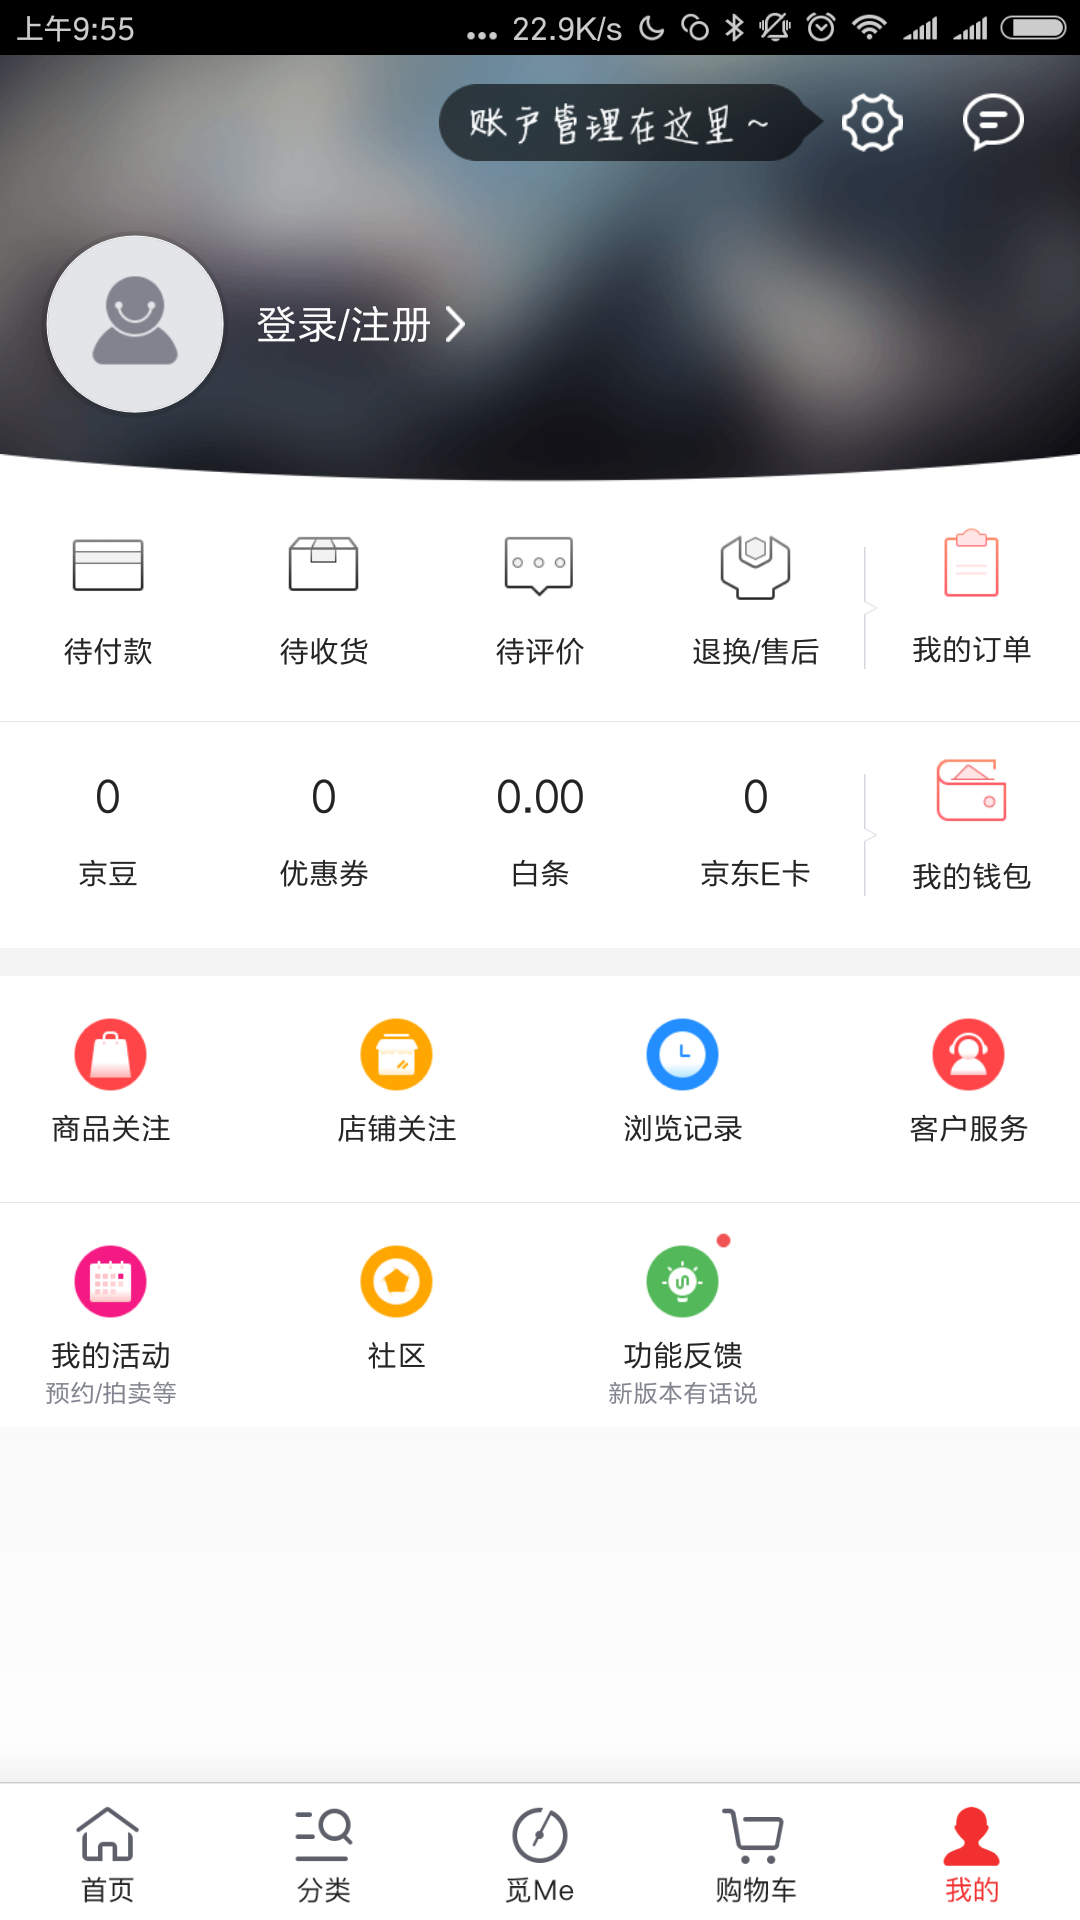 上午9:55 ... 22.9K/s
账户管理在这里~
登录/注册
待付款 待收货 待评价 退换/售后 我的订单
0 0 0.00 0
京豆 优惠券 白条 京东E卡 我的钱包
商品关注 店铺关注 浏览记录 客户服务
我的活动 社区 功能反馈
预约/拍卖等 新版本有话说
首页 分类 觅Me 购物车 我的